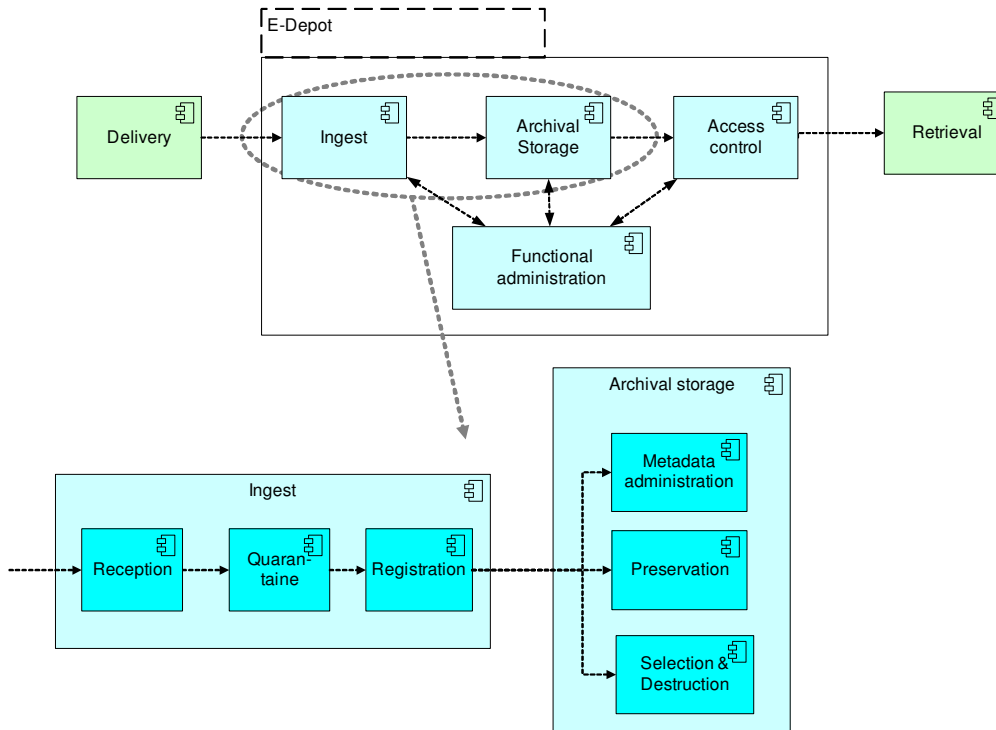 E-Depot
Delivery
Ingest
Archival
Storage
Access
control
Retrieval
Functional
administration
Archival storage
Metadata
administration
Ingest
Reception
Quaran-
taine
Registration
Preservation
Selection &
Destruction